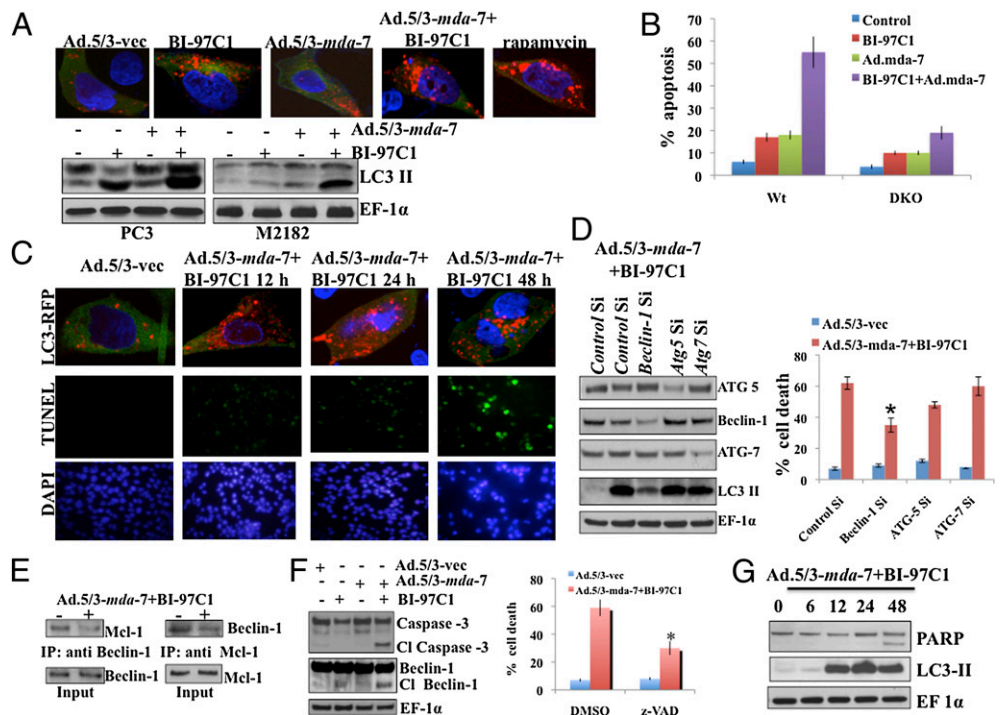 A
Ad.5/3-vec
BI-97C1
Ad.5/3-mda-7
Ad.5/3-mda-7+
BI-97C1
rapamycin
- - + + Ad.5/3-mda-7
- + - + BI-97C1
- - + +
- + - +
LC3 II
EF-1α
PC3
M2182
B
% apoptosis
60
50
40
30
20
10
0
Wt
DKO
Control
BI-97C1
Ad.mda-7
BI-97C1+Ad.mda-7
C
Ad.5/3-vec
Ad.5/3-mda-7+
BI-97C1 12 h
Ad.5/3-mda-7+
BI-97C1 24 h
Ad.5/3-mda-7+
BI-97C1 48 h
LC3-RFP
TUNEL
DAPI
D
Ad.5/3-mda-7
+BI-97C1
Control Si
Control Si
Beclin-1 Si
Atg5 Si
Atg7 Si
ATG 5
Beclin-1
ATG-7
LC3 II
EF-1α
Ad.5/3-vec
Ad.5/3-mda-7+BI-97C1
% cell death
80
60
40
20
0
*
Control Si
Beclin-1 Si
ATG-5 Si
ATG-7 Si
E
Ad.5/3-mda-7+BI-97C1
- +
Mcl-1
IP: anti Beclin-1
Beclin-1
Input
- +
Beclin-1
IP: anti Mcl-1
Mcl-1
Input
F
+ + - - Ad.5/3-vec
- - + + Ad.5/3-mda-7
- + - + BI-97C1
Caspase -3
Cl Caspase -3
Beclin-1
Cl Beclin-1
EF-1α
Ad.5/3-vec
Ad.5/3-mda-7+BI-97C1
% cell death
80
60
40
20
0
*
DMSO
z-VAD
G
Ad.5/3-mda-7+BI-97C1
0 6 12 24 48
PARP
LC3-II
EF 1α